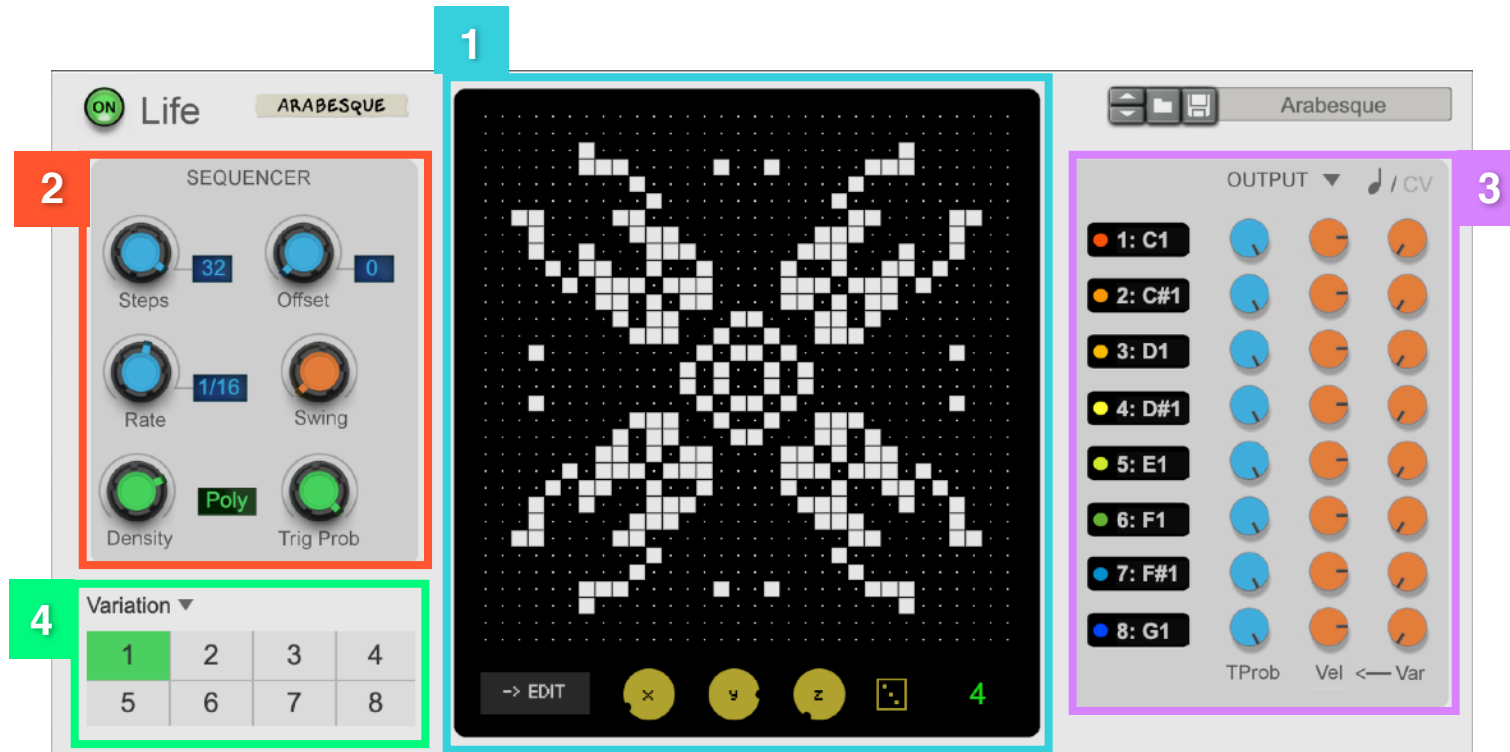 1
ON Life ARABESQUE
Arabesque
2
SEQUENCER
32 0
Steps Offset
1/16
Rate Swing
Poly
Density Trig Prob
4
Variation
1 2 3 4
5 6 7 8
-> EDIT x y z 4
3
OUTPUT / CV
1: C1
2: C#1
3: D1
4: D#1
5: E1
6: F1
7: F#1
8: G1
TProb Vel <— Var